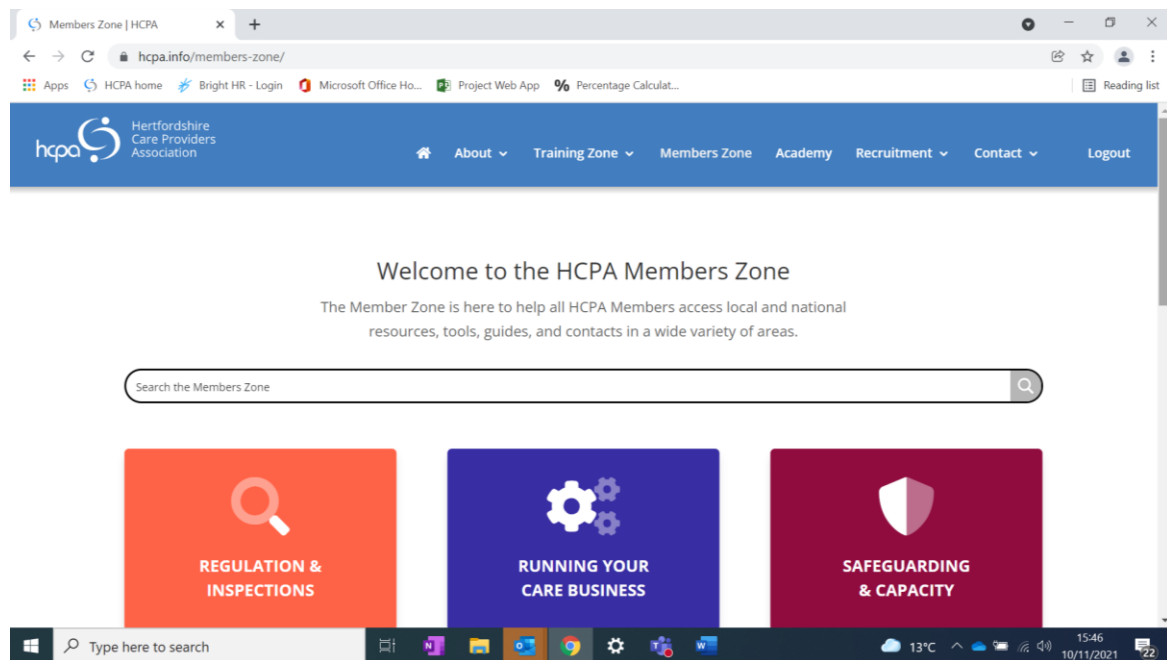 Members Zone | HCPA
hcpa.info/members-zone/
Apps HCPA home Bright HR - Login Microsoft Office Ho... Project Web App % Percentage Calculat... Reading list
hcpa
Hertfordshire
Care Providers
Association
About Training Zone Members Zone Academy Recruitment Contact Logout
Welcome to the HCPA Members Zone
The Member Zone is here to help all HCPA Members access local and national
resources, tools, guides, and contacts in a wide variety of areas.
Search the Members Zone
REGULATION &
INSPECTIONS
RUNNING YOUR
CARE BUSINESS
SAFEGUARDING
& CAPACITY
Type here to search
13°C
15:46
10/11/2021
22